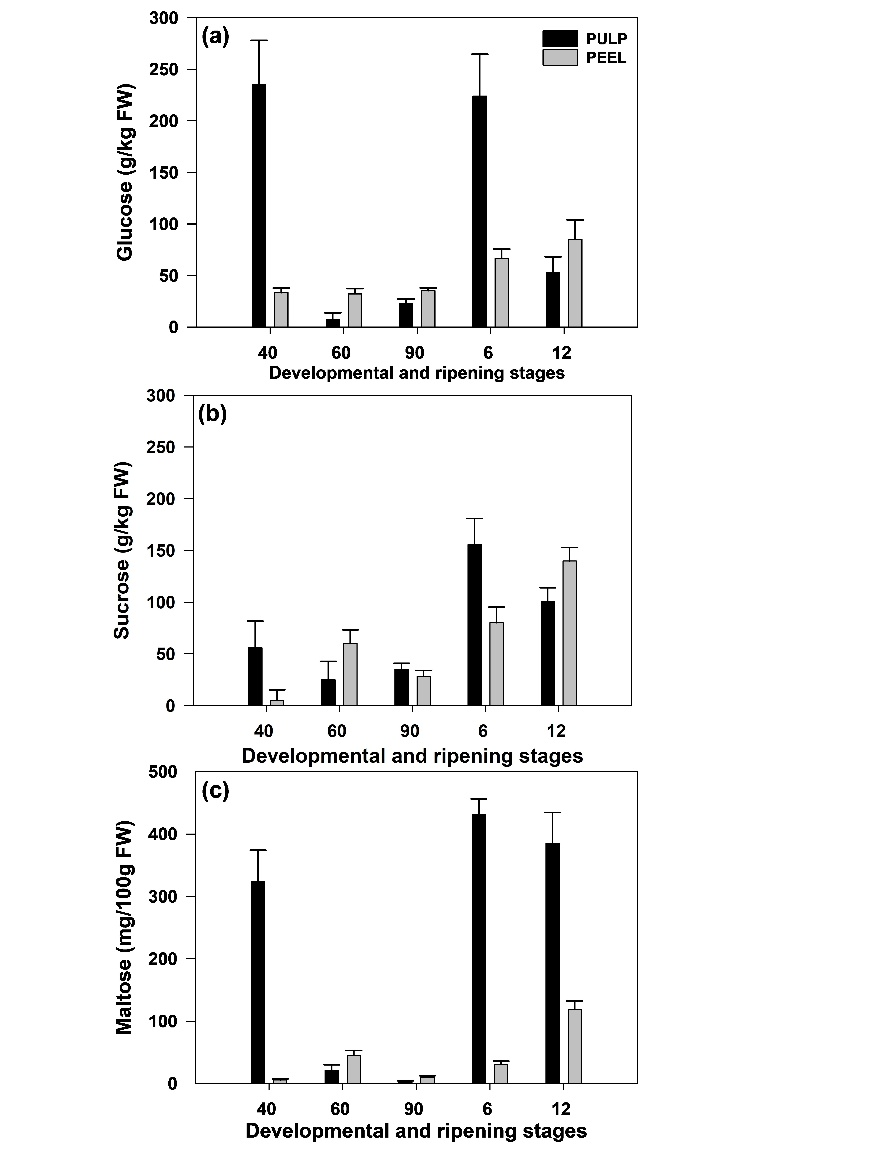 (a)
PULP
PEEL
Glucose (g/kg FW)
300
250
200
150
100
50
0
40 60 90 6 12
Developmental and ripening stages
(b)
Sucrose (g/kg FW)
300
250
200
150
100
50
0
40 60 90 6 12
Developmental and ripening stages
(c)
Maltose (mg/100g FW)
500
400
300
200
100
0
40 60 90 6 12
Developmental and ripening stages